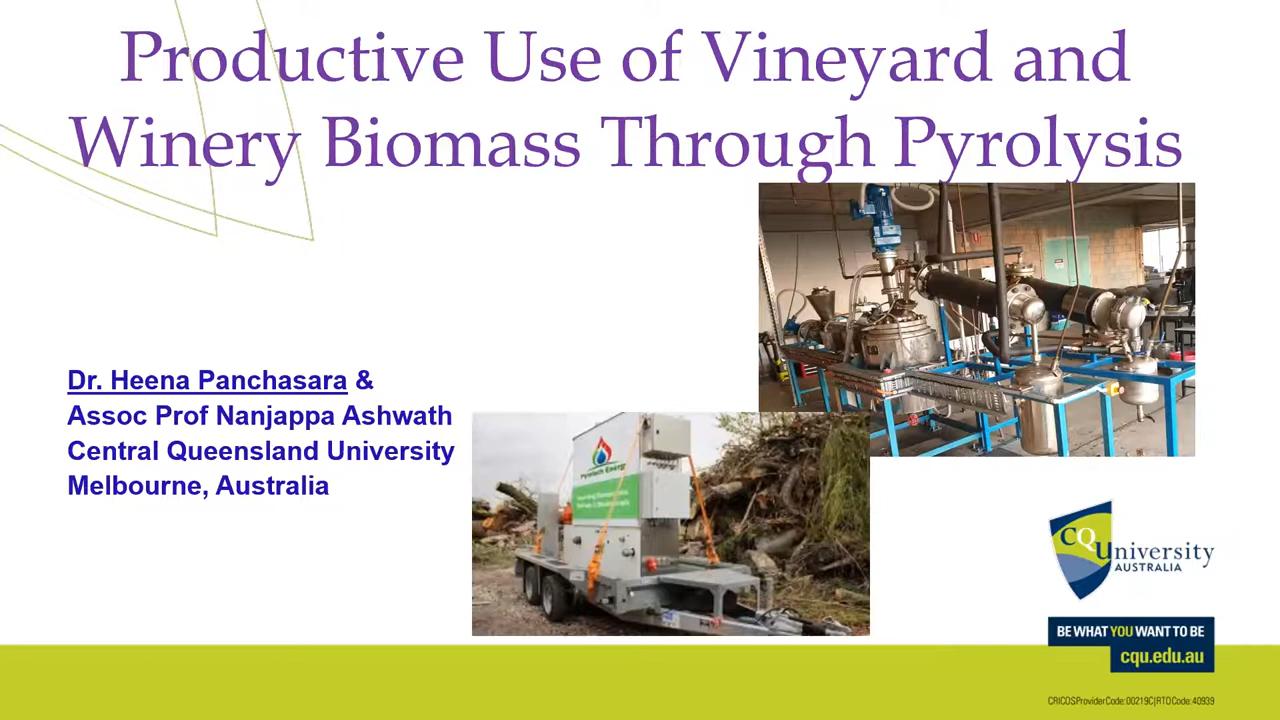 Productive Use of Vineyard and
Winery Biomass Through Pyrolysis
Dr. Heena Panchasara &
Assoc Prof Nanjappa Ashwath
Central Queensland University
Melbourne, Australia
Pyrotech Energy
CQUniversity
AUSTRALIA
BE WHAT YOU WANT TO BE
cqu.edu.au
CRICOS Provider Code: 00219C | RTO Code: 40939